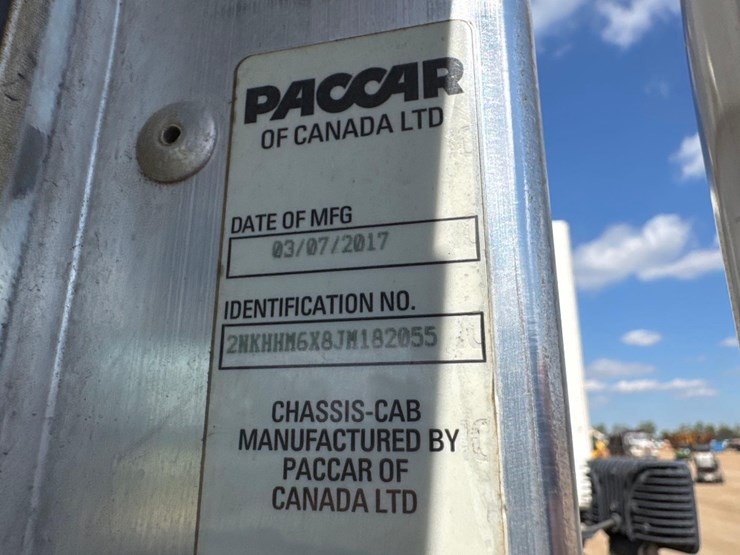 PACCAR
OF CANADA LTD
DATE OF MFG
03/07/2017
IDENTIFICATION NO.
2NKHHM6X8JM182055
CHASSIS-CAB
MANUFACTURED BY
PACCAR OF
CANADA LTD